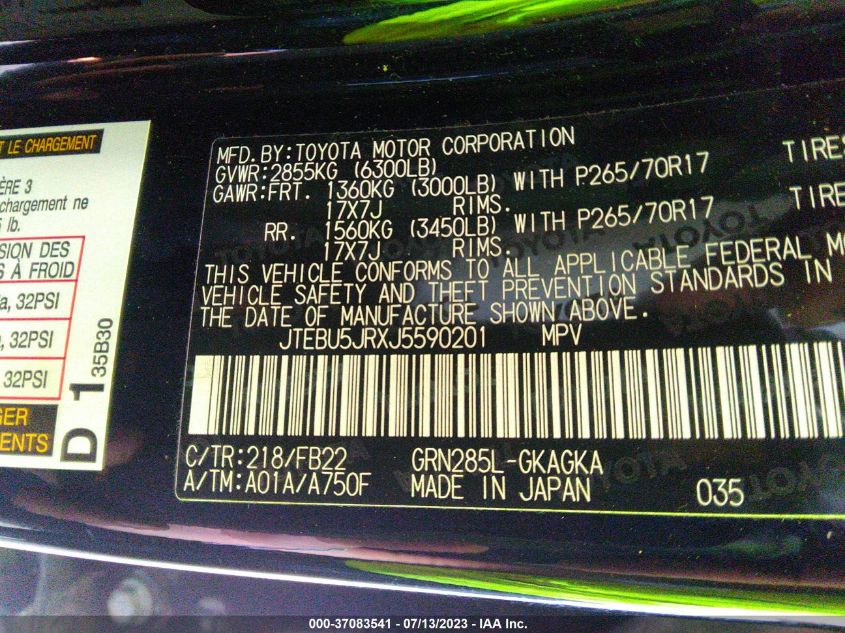 T LE CHARGEMENT
ÈRE 3
chargement ne
lb.
SION DES
S À FROID
a, 32PSI
, 32PSI
32PSI
GER
EMENTS
D 1 35B30
MFD. BY: TOYOTA MOTOR CORPORATION
GVWR: 2855KG (6300LB)
GAWR: FRT. 1360KG (3000LB) WITH P265/70R17 TIRES
17X7J RIMS.
RR. 1560KG (3450LB) WITH P265/70R17 TIRE
17X7J RIMS.
THIS VEHICLE CONFORMS TO ALL APPLICABLE FEDERAL MO
VEHICLE SAFETY AND THEFT PREVENTION STANDARDS IN
THE DATE OF MANUFACTURE SHOWN ABOVE.
JTEBU5JRXJ5590201 MPV
C/TR: 218/FB22 GRN285L-GKAGKA
A/TM: A01A/A750F MADE IN JAPAN 035
000-37083541 - 07/13/2023 - IAA Inc.